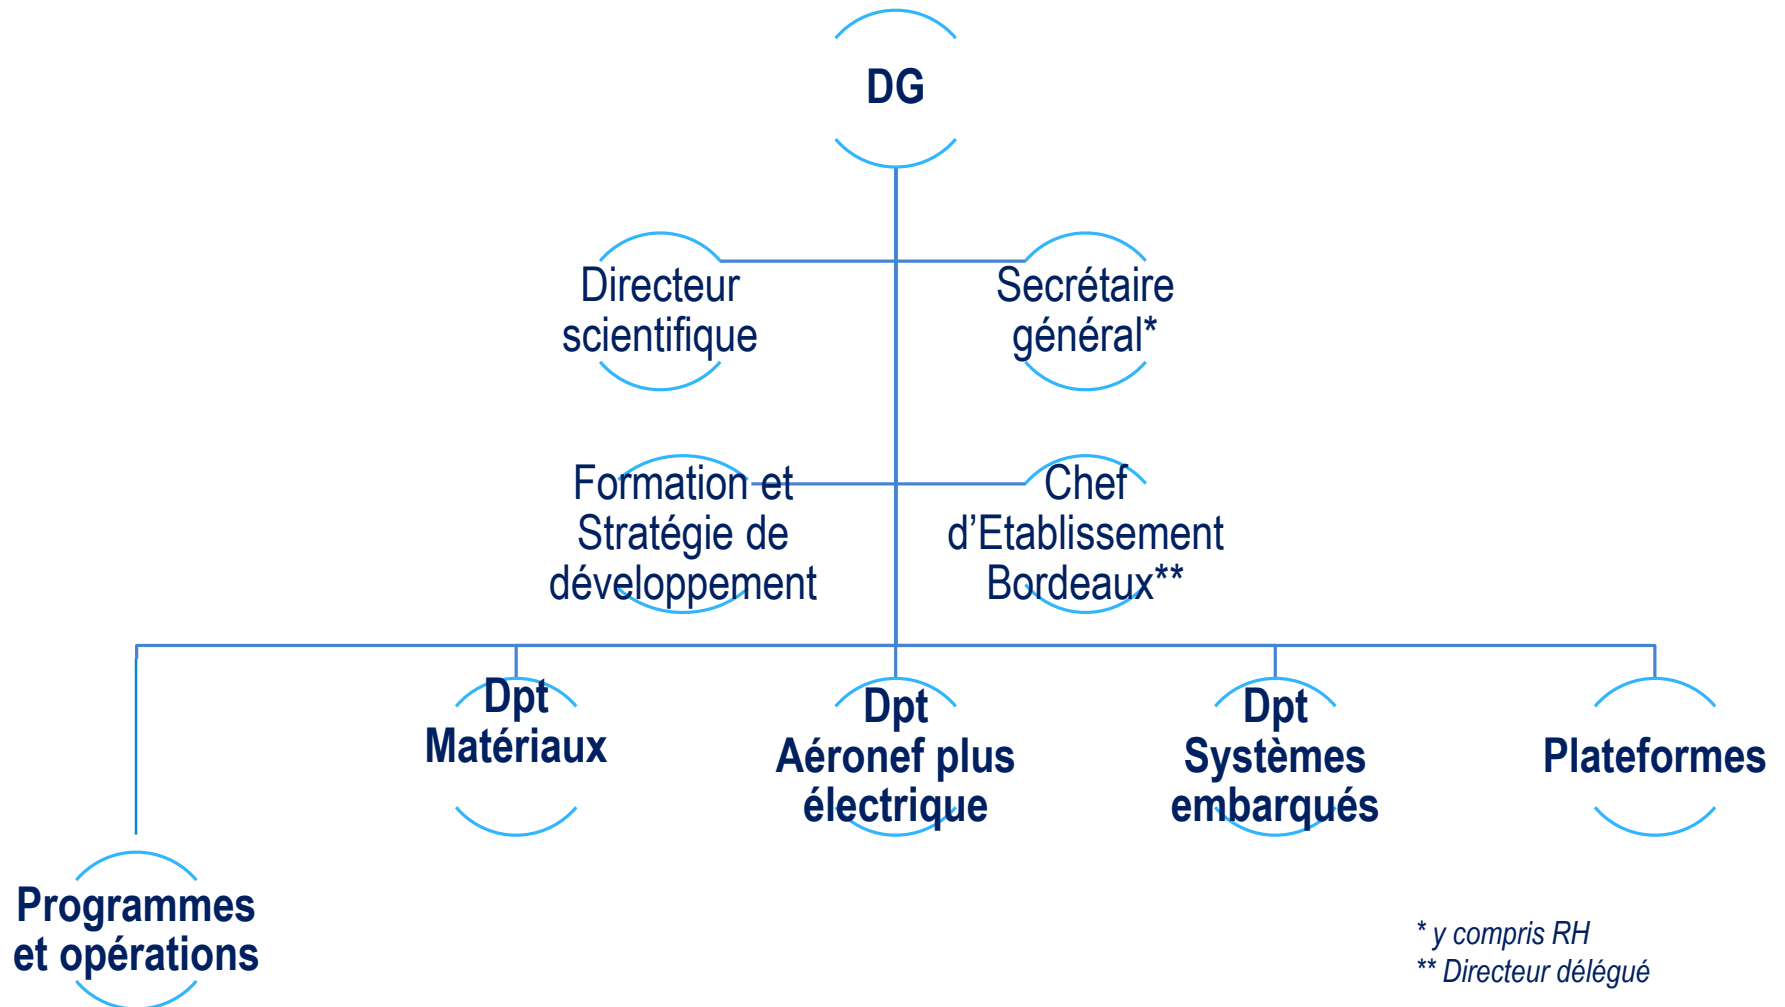 DG
Directeur
scientifique
Secrétaire
général*
Formation et
Stratégie de
développement
Chef
d’Etablissement
Bordeaux**
Dpt
Matériaux
Dpt
Aéronef plus
électrique
Dpt
Systèmes
embarqués
Plateformes
Programmes
et opérations
* y compris RH
** Directeur délégué